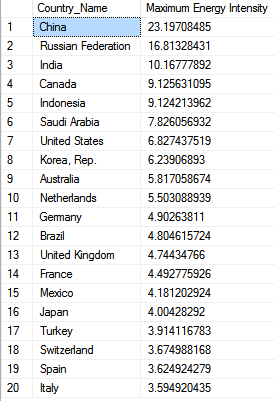 Country_Name Maximum Energy Intensity
1 China 23.19708485
2 Russian Federation 16.81328431
3 India 10.16777892
4 Canada 9.125631095
5 Indonesia 9.124213962
6 Saudi Arabia 7.826056932
7 United States 6.827437519
8 Korea, Rep. 6.23906893
9 Australia 5.817058674
10 Netherlands 5.503088939
11 Germany 4.90263811
12 Brazil 4.804615724
13 United Kingdom 4.74434766
14 France 4.492775926
15 Mexico 4.181202924
16 Japan 4.00428292
17 Turkey 3.914116783
18 Switzerland 3.674988168
19 Spain 3.624924279
20 Italy 3.594920435